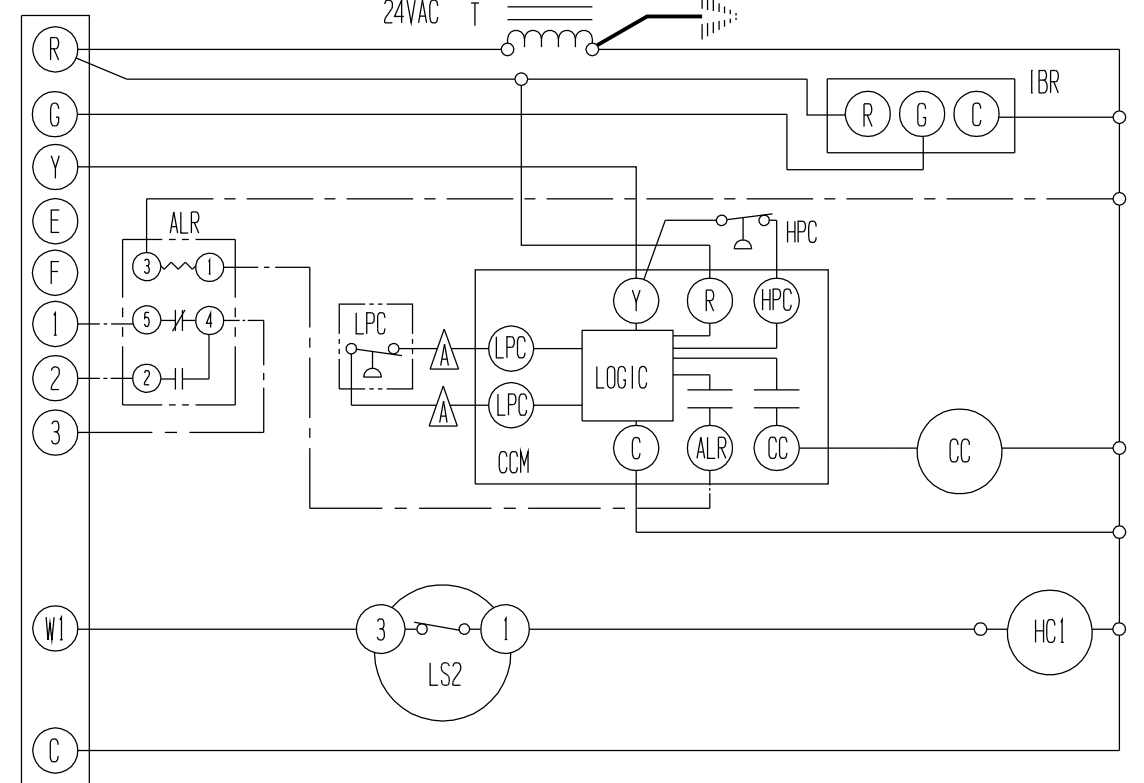 24VAC T
R
IBR
R G C
G
Y
ALR
E
HPC
3 1
F
Y R HPC
1
5 4
LPC
A LPC
LOGIC
2
2
A LPC
3
C ALR CC
CC
CCM
W1
3 1
HC1
LS2
C